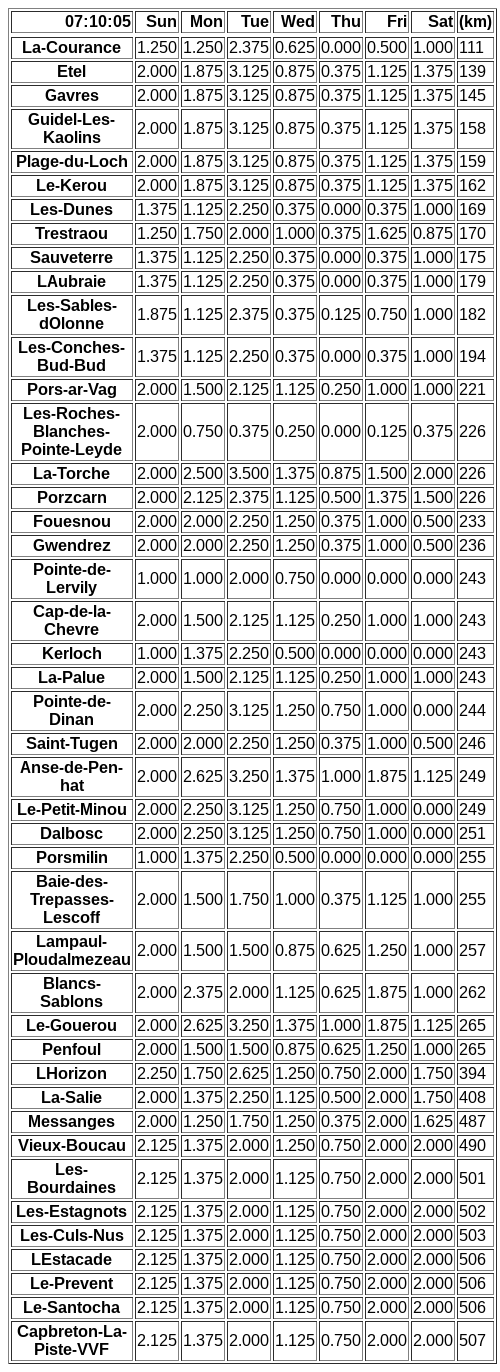 07:10:05 Sun Mon Tue Wed Thu Fri Sat (km)
La-Courance 1.250 1.250 2.375 0.625 0.000 0.500 1.000 111
Etel 2.000 1.875 3.125 0.875 0.375 1.125 1.375 139
Gavres 2.000 1.875 3.125 0.875 0.375 1.125 1.375 145
Guidel-Les-
Kaolins 2.000 1.875 3.125 0.875 0.375 1.125 1.375 158
Plage-du-Loch 2.000 1.875 3.125 0.875 0.375 1.125 1.375 159
Le-Kerou 2.000 1.875 3.125 0.875 0.375 1.125 1.375 162
Les-Dunes 1.375 1.125 2.250 0.375 0.000 0.375 1.000 169
Trestraou 1.250 1.750 2.000 1.000 0.375 1.625 0.875 170
Sauveterre 1.375 1.125 2.250 0.375 0.000 0.375 1.000 175
LAubraie 1.375 1.125 2.250 0.375 0.000 0.375 1.000 179
Les-Sables-
dOlonne 1.875 1.125 2.375 0.375 0.125 0.750 1.000 182
Les-Conches-
Bud-Bud 1.375 1.125 2.250 0.375 0.000 0.375 1.000 194
Pors-ar-Vag 2.000 1.500 2.125 1.125 0.250 1.000 1.000 221
Les-Roches-
Blanches- 2.000 0.750 0.375 0.250 0.000 0.125 0.375 226
Pointe-Leyde
La-Torche 2.000 2.500 3.500 1.375 0.875 1.500 2.000 226
Porzcarn 2.000 2.125 2.375 1.125 0.500 1.375 1.500 226
Fouesnou 2.000 2.000 2.250 1.250 0.375 1.000 0.500 233
Gwendrez 2.000 2.000 2.250 1.250 0.375 1.000 0.500 236
Pointe-de-
Lervily 1.000 1.000 2.000 0.750 0.000 0.000 0.000 243
Cap-de-la-
Chevre 2.000 1.500 2.125 1.125 0.250 1.000 1.000 243
Kerloch 1.000 1.375 2.250 0.500 0.000 0.000 0.000 243
La-Palue 2.000 1.500 2.125 1.125 0.250 1.000 1.000 243
Pointe-de-
Dinan 2.000 2.250 3.125 1.250 0.750 1.000 0.000 244
Saint-Tugen 2.000 2.000 2.250 1.250 0.375 1.000 0.500 246
Anse-de-Pen-
hat 2.000 2.625 3.250 1.375 1.000 1.875 1.125 249
Le-Petit-Minou 2.000 2.250 3.125 1.250 0.750 1.000 0.000 249
Dalbosc 2.000 2.250 3.125 1.250 0.750 1.000 0.000 251
Porsmilin 1.000 1.375 2.250 0.500 0.000 0.000 0.000 255
Baie-des-
Trepasses- 2.000 1.500 1.750 1.000 0.375 1.125 1.000 255
Lescoff
Lampaul-
Ploudalmezeau 2.000 1.500 1.500 0.875 0.625 1.250 1.000 257
Blancs-
Sablons 2.000 2.375 2.000 1.125 0.625 1.875 1.000 262
Le-Gouerou 2.000 2.625 3.250 1.375 1.000 1.875 1.125 265
Penfoul 2.000 1.500 1.500 0.875 0.625 1.250 1.000 265
LHorizon 2.250 1.750 2.625 1.250 0.750 2.000 1.750 394
La-Salie 2.000 1.375 2.250 1.125 0.500 2.000 1.750 408
Messanges 2.000 1.250 1.750 1.250 0.375 2.000 1.625 487
Vieux-Boucau 2.125 1.375 2.000 1.250 0.750 2.000 2.000 490
Les-
Bourdaines 2.125 1.375 2.000 1.125 0.750 2.000 2.000 501
Les-Estagnots 2.125 1.375 2.000 1.125 0.750 2.000 2.000 502
Les-Culs-Nus 2.125 1.375 2.000 1.125 0.750 2.000 2.000 503
LEstacade 2.125 1.375 2.000 1.125 0.750 2.000 2.000 506
Le-Prevent 2.125 1.375 2.000 1.125 0.750 2.000 2.000 506
Le-Santocha 2.125 1.375 2.000 1.125 0.750 2.000 2.000 506
Capbreton-La-
Piste-VVF 2.125 1.375 2.000 1.125 0.750 2.000 2.000 507